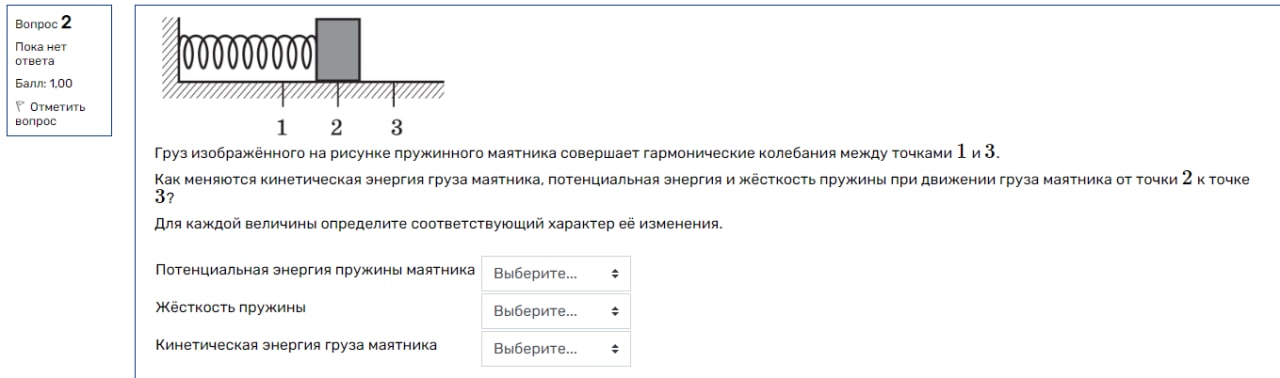 Вопрос 2
Пока нет
ответа
Балл: 1,00
Отметить
вопрос
1 2 3
Груз изображённого на рисунке пружинного маятника совершает гармонические колебания между точками 1 и 3.
Как меняются кинетическая энергия груза маятника, потенциальная энергия и жёсткость пружины при движении груза маятника от точки 2 к точке
3?
Для каждой величины определите соответствующий характер её изменения.
Потенциальная энергия пружины маятника Выберите...
Жёсткость пружины Выберите...
Кинетическая энергия груза маятника Выберите...